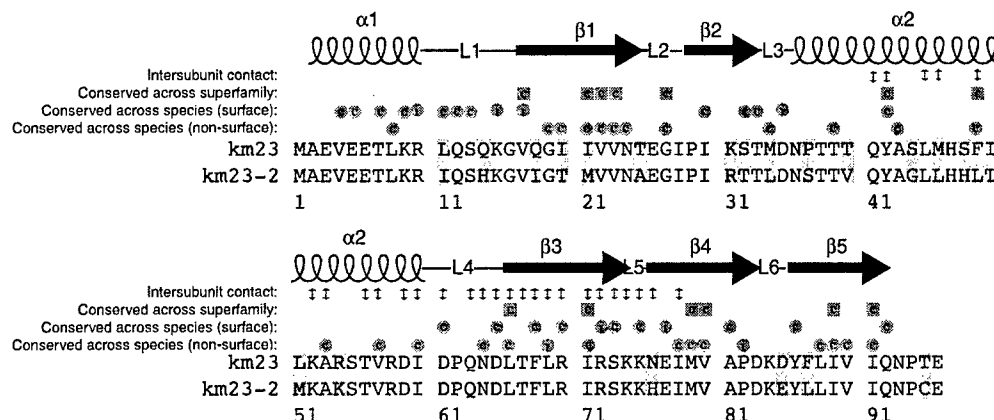 α1 L1 β1 L2 β2 L3 α2
Intersubunit contact:
Conserved across superfamily:
Conserved across species (surface):
Conserved across species (non-surface):
km23 MAEVEETLKR LQSQKGVQGI IVVNTEGIPI KSTMDNPTTT QYASLMHSFI
km23-2 MAEVEETLKR IQSHKGVIGT MVVNAEGIPI RTTLDNSTTV QYAGLLHHLT
1 11 21 31 41
α2 L4 β3 L5 β4 L6 β5
Intersubunit contact:
Conserved across superfamily:
Conserved across species (surface):
Conserved across species (non-surface):
km23 LKARSTVRDI DPQNDLTFLR IRSKKNEIMV APDKDYFLIV IQNPTE
km23-2 MKAKSTVRDI DPQNDLTFLR IRSKKHEIMV APDKEYLLIV IQNPCE
51 61 71 81 91